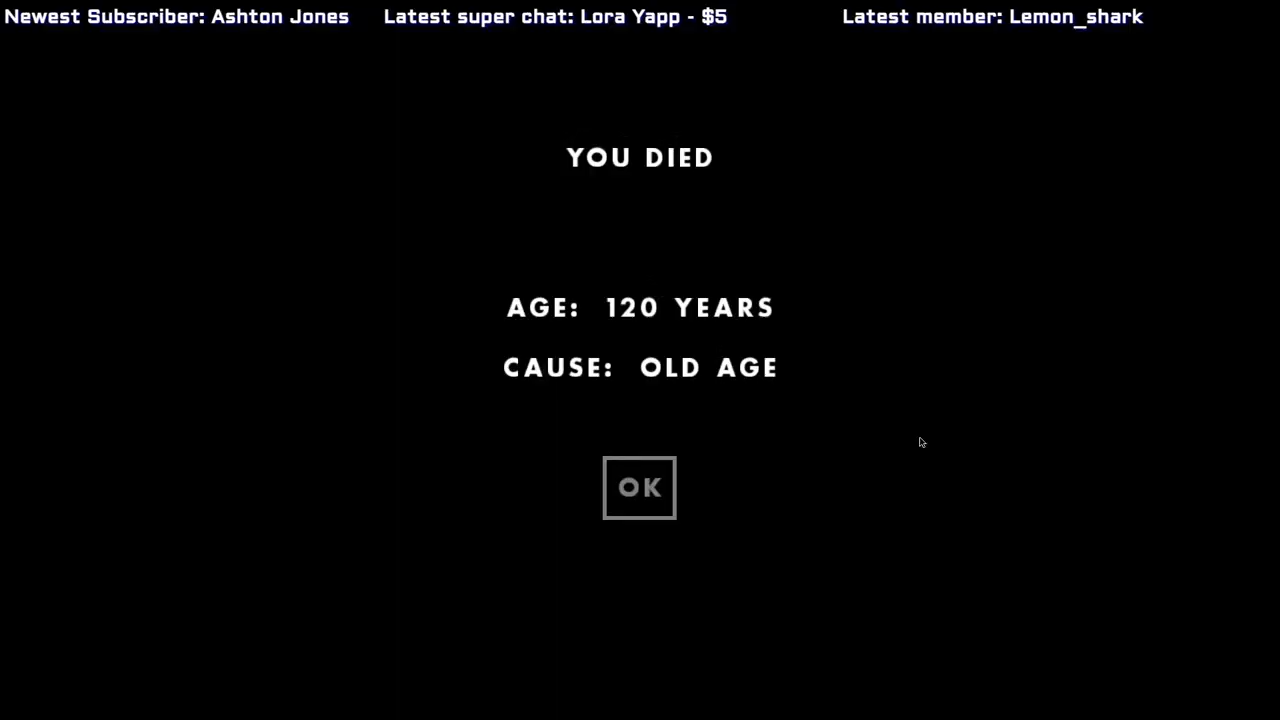 Newest Subscriber: Ashton Jones Latest super chat: Lora Yapp - $5 Latest member: Lemon_shark
YOU DIED
AGE: 120 YEARS
CAUSE: OLD AGE
OK